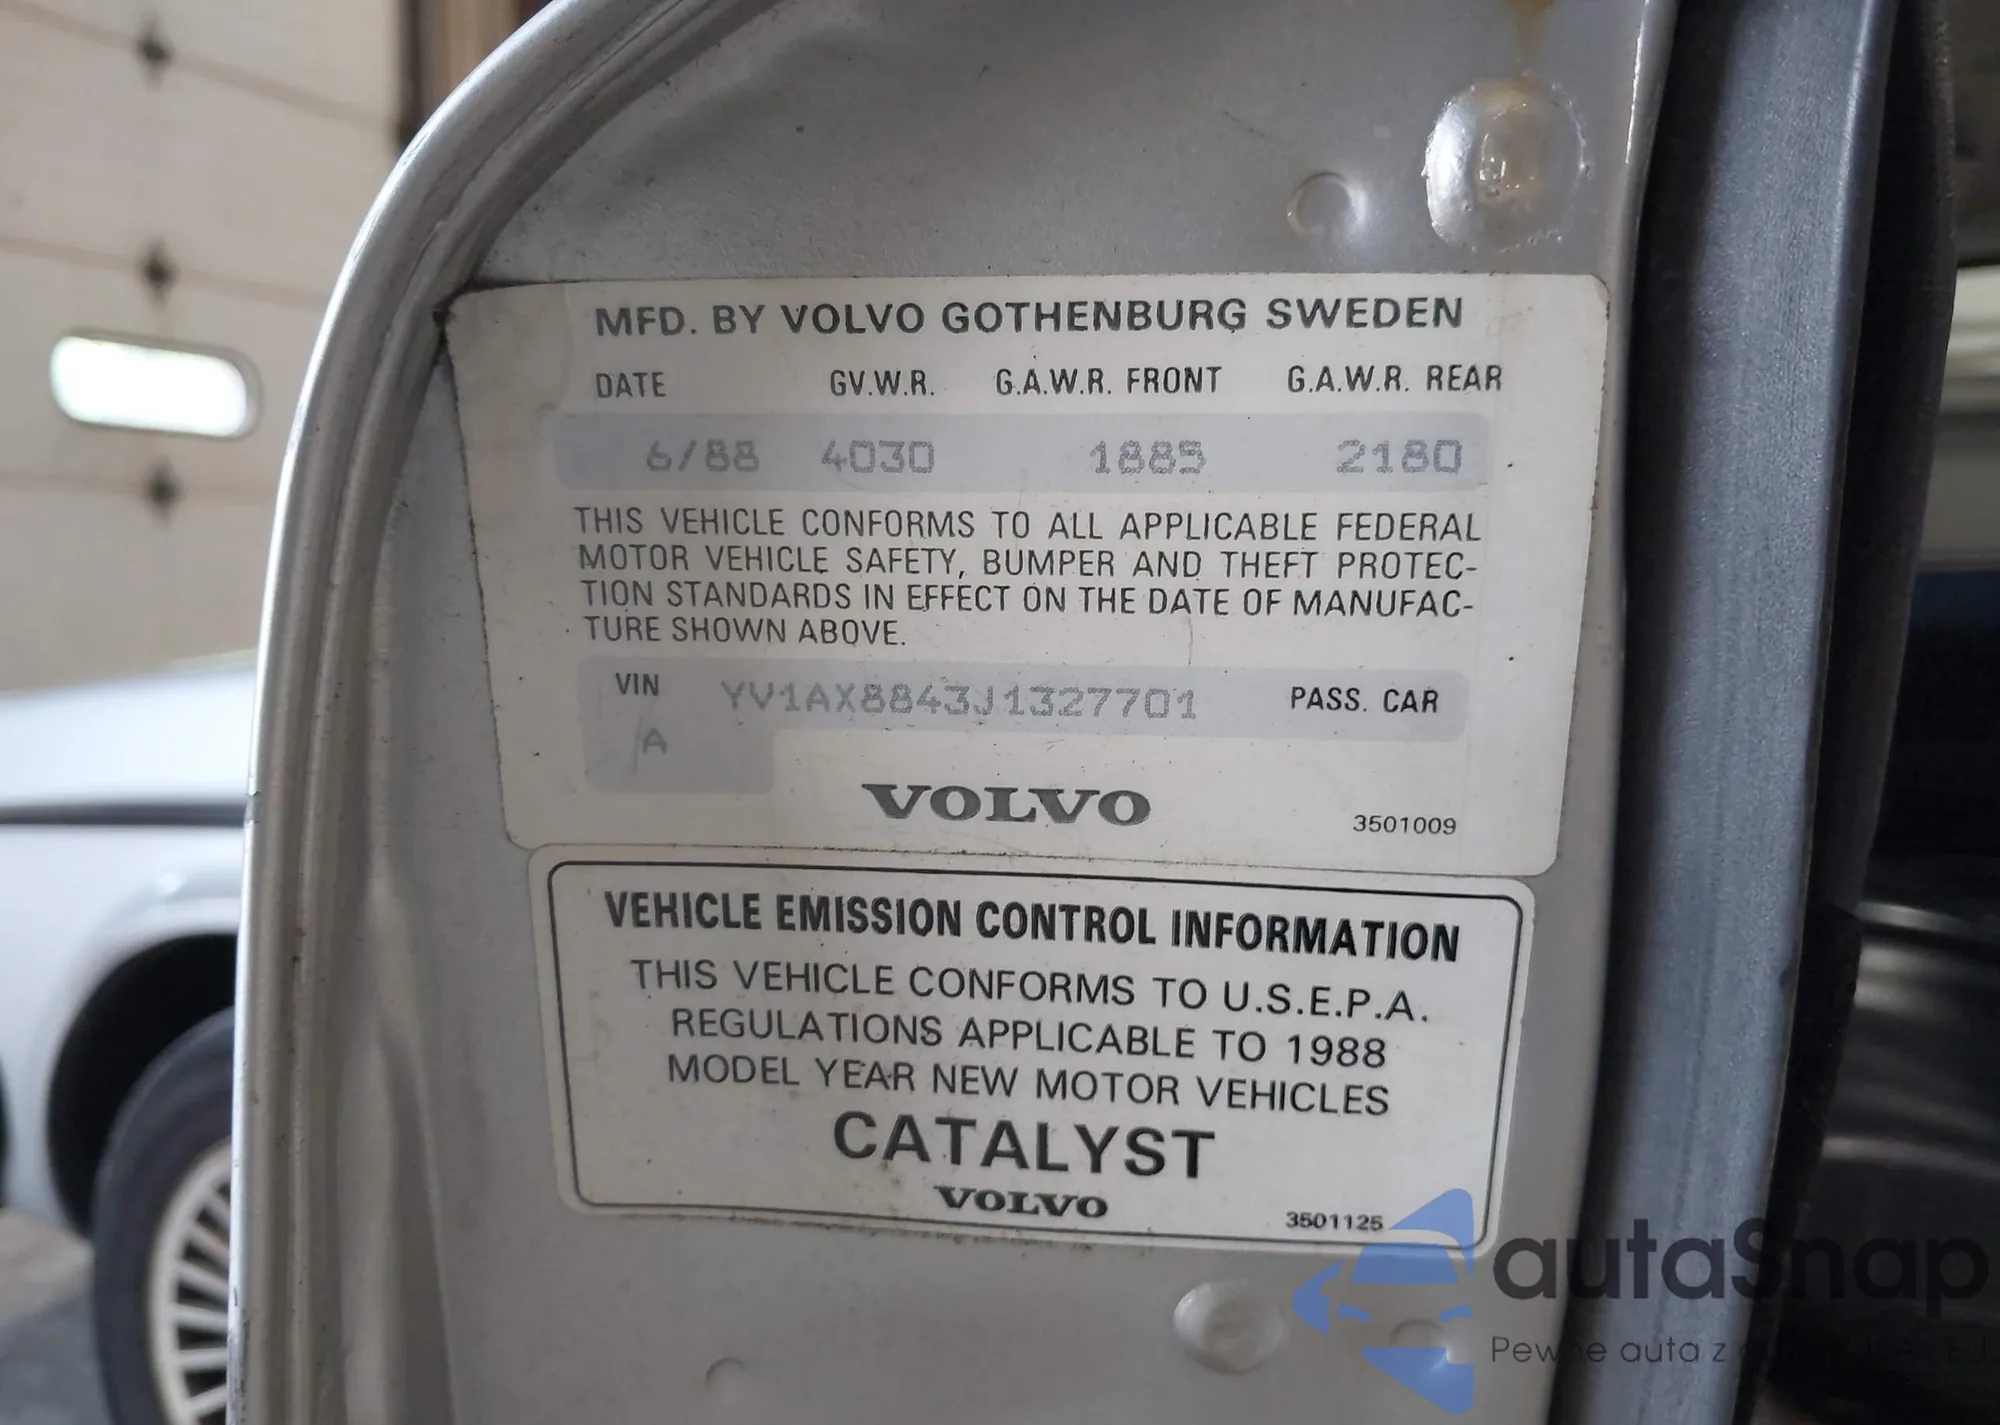 MFD. BY VOLVO GOTHENBURG SWEDEN
DATE GV.W.R. G.A.W.R. FRONT G.A.W.R. REAR
6/88 4030 1885 2180
THIS VEHICLE CONFORMS TO ALL APPLICABLE FEDERAL
MOTOR VEHICLE SAFETY, BUMPER AND THEFT PROTEC-
TION STANDARDS IN EFFECT ON THE DATE OF MANUFAC-
TURE SHOWN ABOVE.
VIN YV1AX8843J1327701 PASS. CAR
A
VOLVO 3501009
VEHICLE EMISSION CONTROL INFORMATION
THIS VEHICLE CONFORMS TO U.S.E.P.A.
REGULATIONS APPLICABLE TO 1988
MODEL YEAR NEW MOTOR VEHICLES
CATALYST
VOLVO 3501125
autaSnap
Pewne auta z